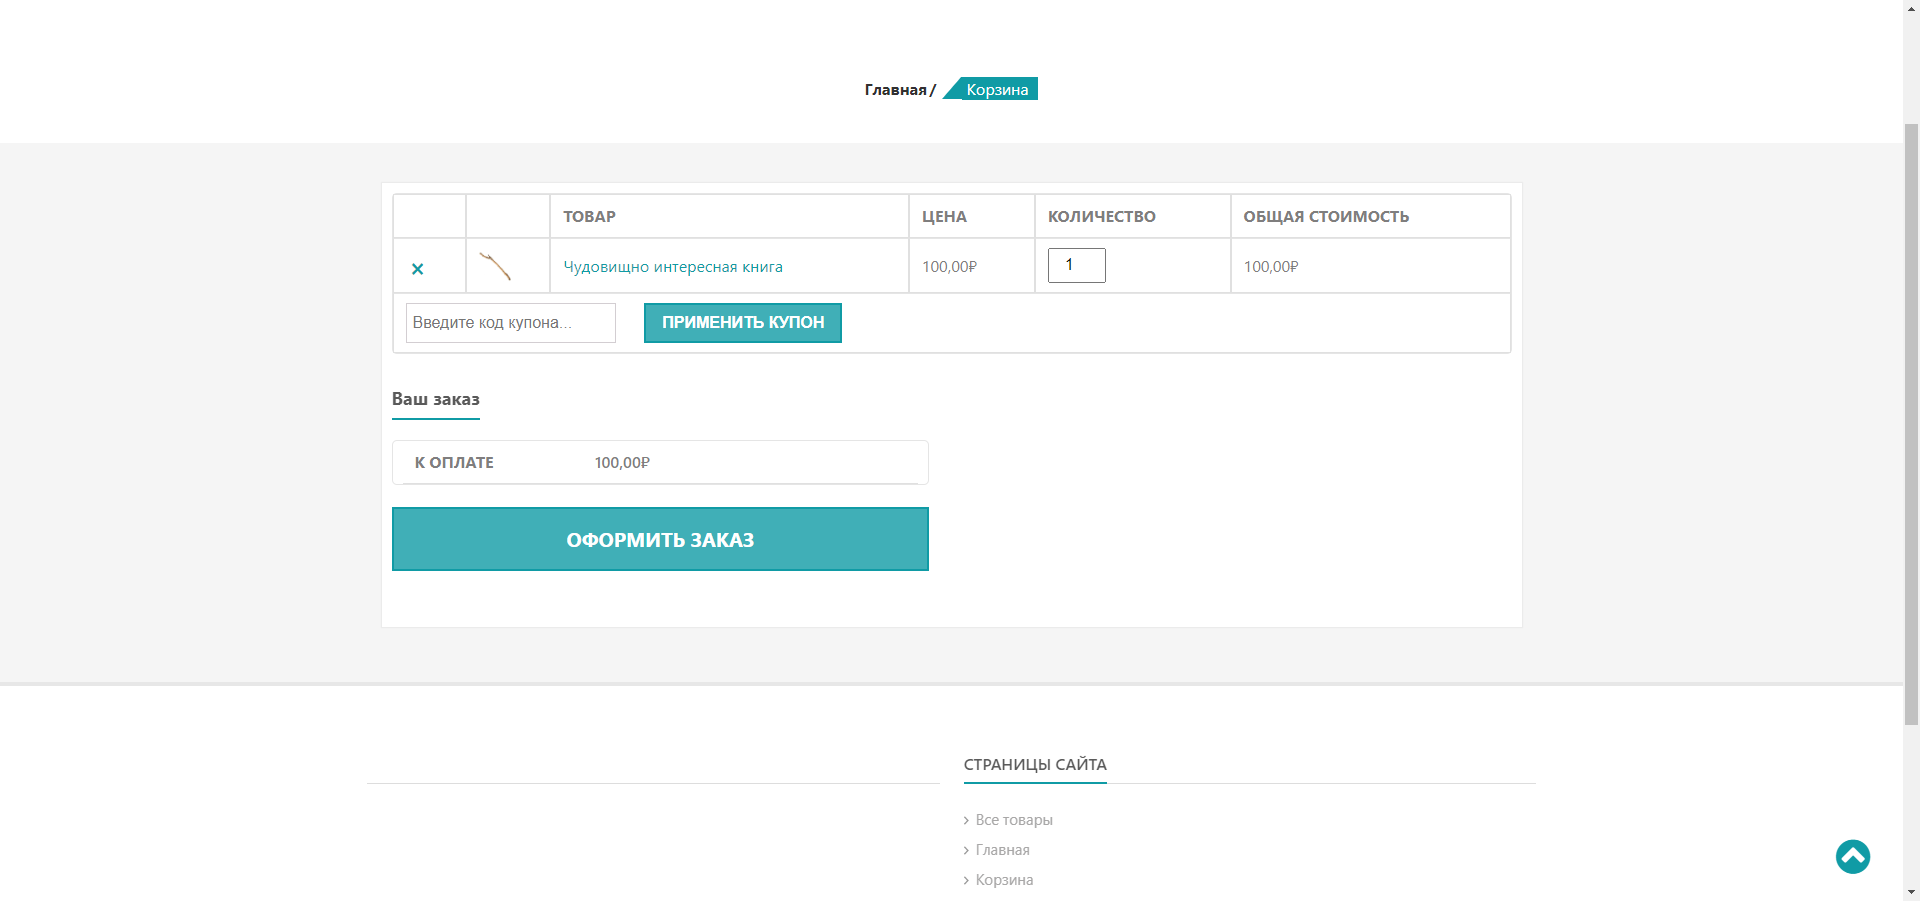 Главная / Корзина
ТОВАР ЦЕНА КОЛИЧЕСТВО ОБЩАЯ СТОИМОСТЬ
× Чудовищно интересная книга 100,00₽ 1 100,00₽
Введите код купона... ПРИМЕНИТЬ КУПОН
Ваш заказ
К ОПЛАТЕ 100,00₽
ОФОРМИТЬ ЗАКАЗ
СТРАНИЦЫ САЙТА
Все товары
Главная
Корзина